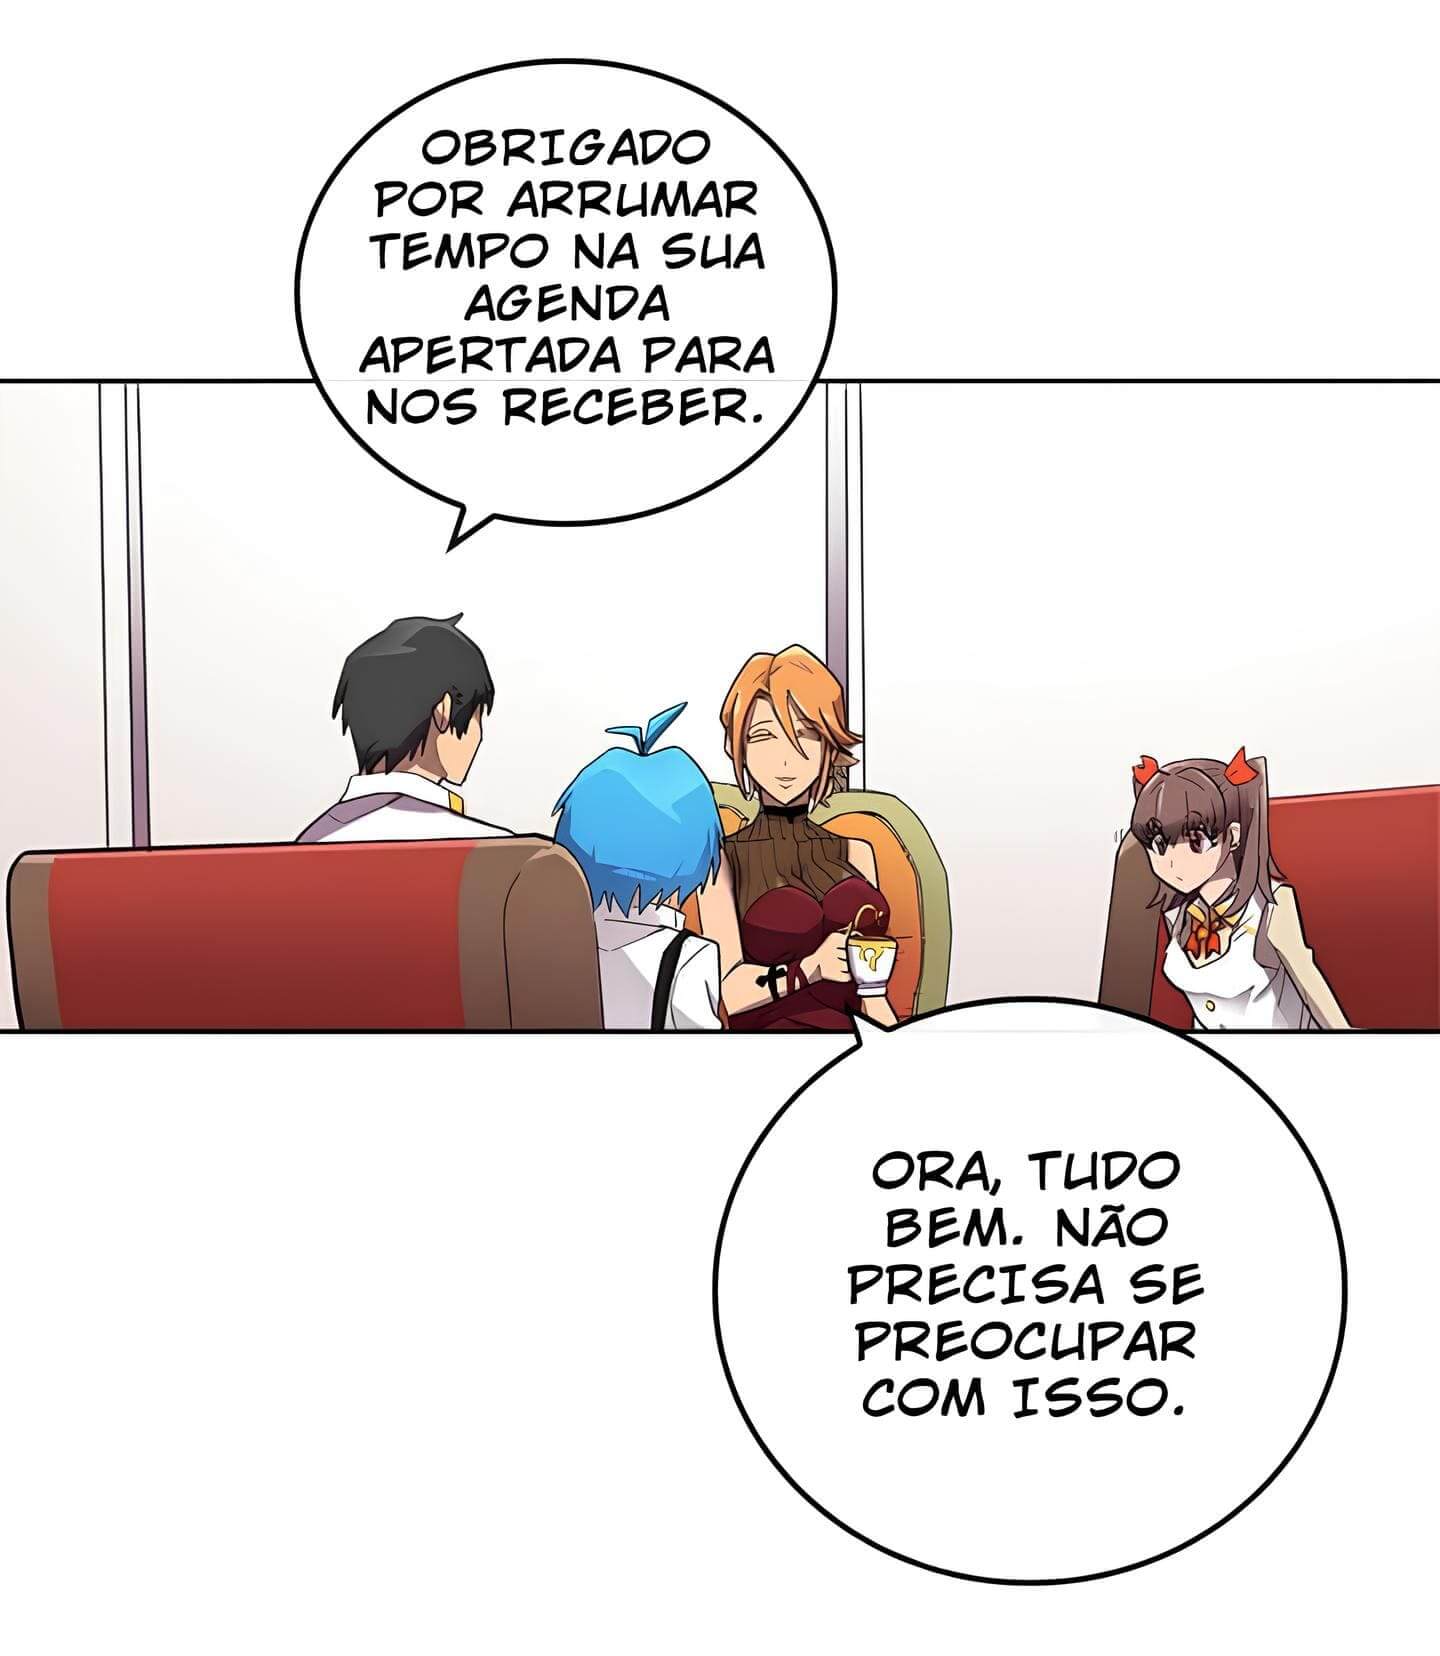 OBRIGADO
POR ARRUMAR
TEMPO NA SUA
AGENDA
APERTADA PARA
NOS RECEBER.
ORA, TUDO
BEM. NÃO
PRECISA SE
PREOCUPAR
COM ISSO.